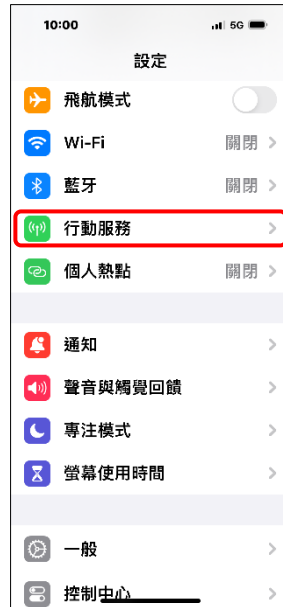 10:00 5G
設定
飛航模式
Wi-Fi 關閉
藍牙 關閉
行動服務
個人熱點 關閉
通知
聲音與觸覺回饋
專注模式
螢幕使用時間
一般
控制中心